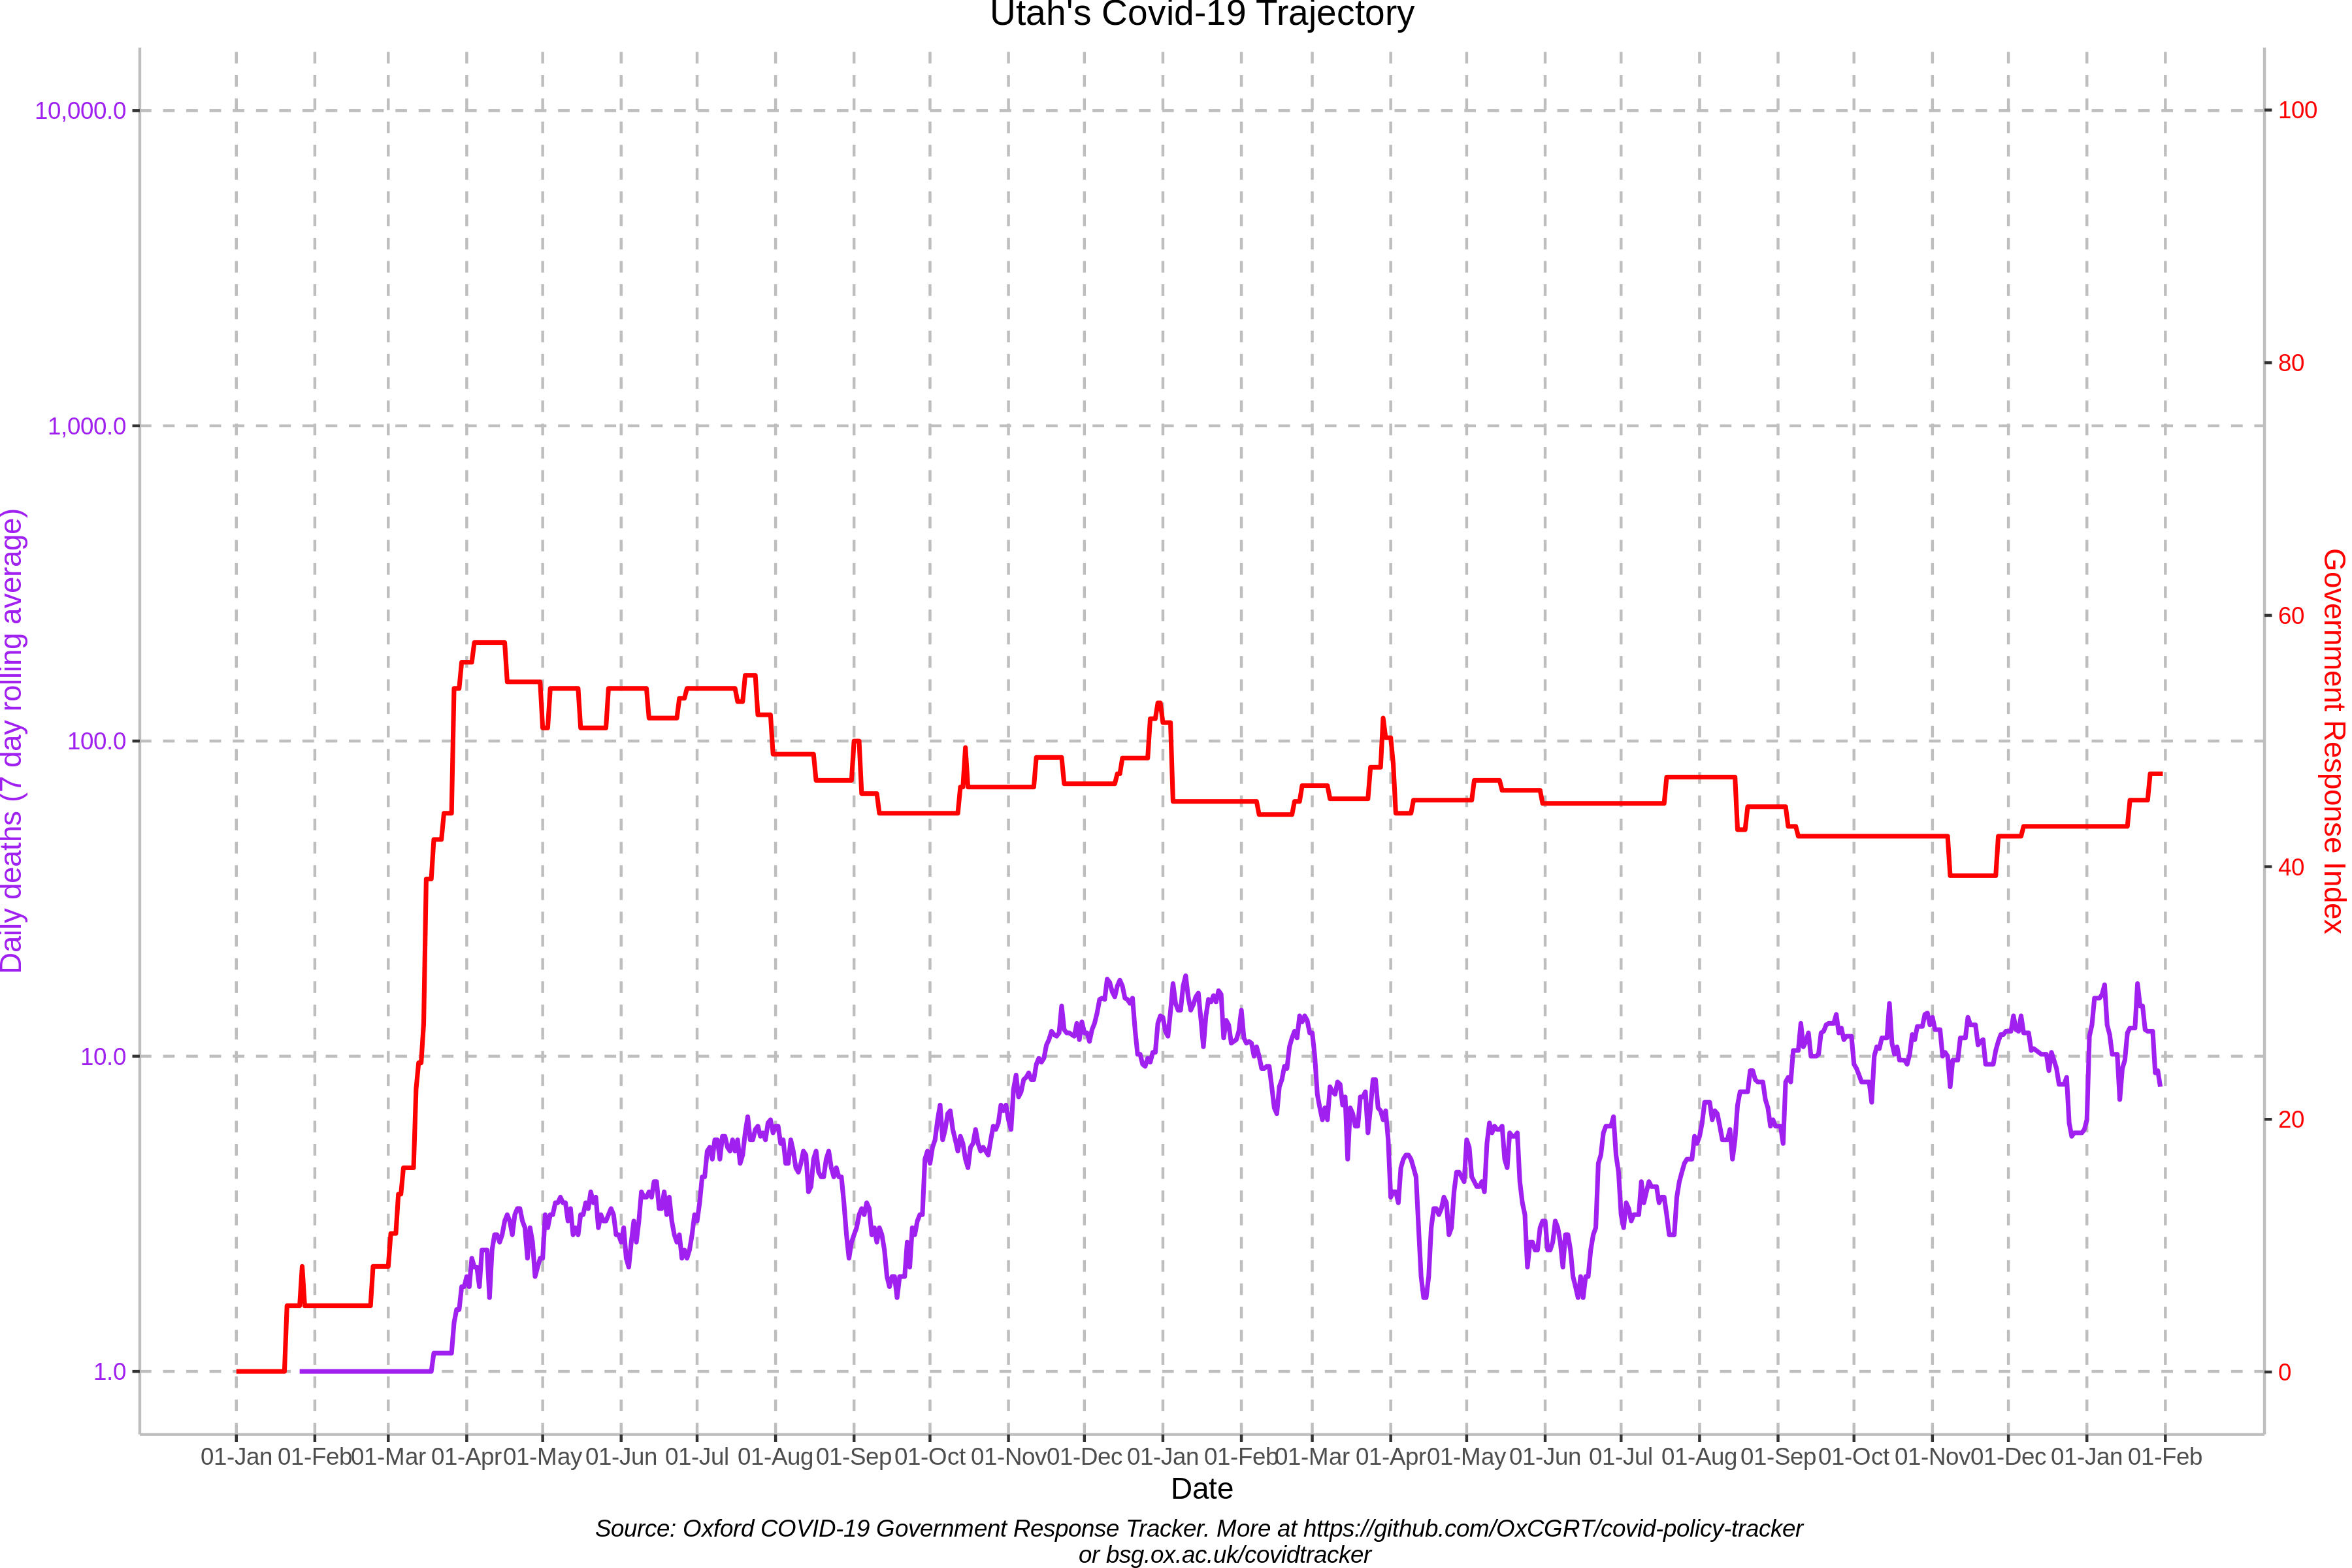 Utah's Covid-19 Trajectory
10,000.0
1,000.0
100.0
10.0
1.0
Daily deaths (7 day rolling average)
100
80
60
40
20
0
Government Response Index
01-Jan 01-Feb 01-Mar 01-Apr 01-May 01-Jun 01-Jul 01-Aug 01-Sep 01-Oct 01-Nov 01-Dec 01-Jan 01-Feb 01-Mar 01-Apr 01-May 01-Jun 01-Jul 01-Aug 01-Sep 01-Oct 01-Nov 01-Dec 01-Jan 01-Feb
Date
Source: Oxford COVID-19 Government Response Tracker. More at https://github.com/OxCGRT/covid-policy-tracker
or bsg.ox.ac.uk/covidtracker